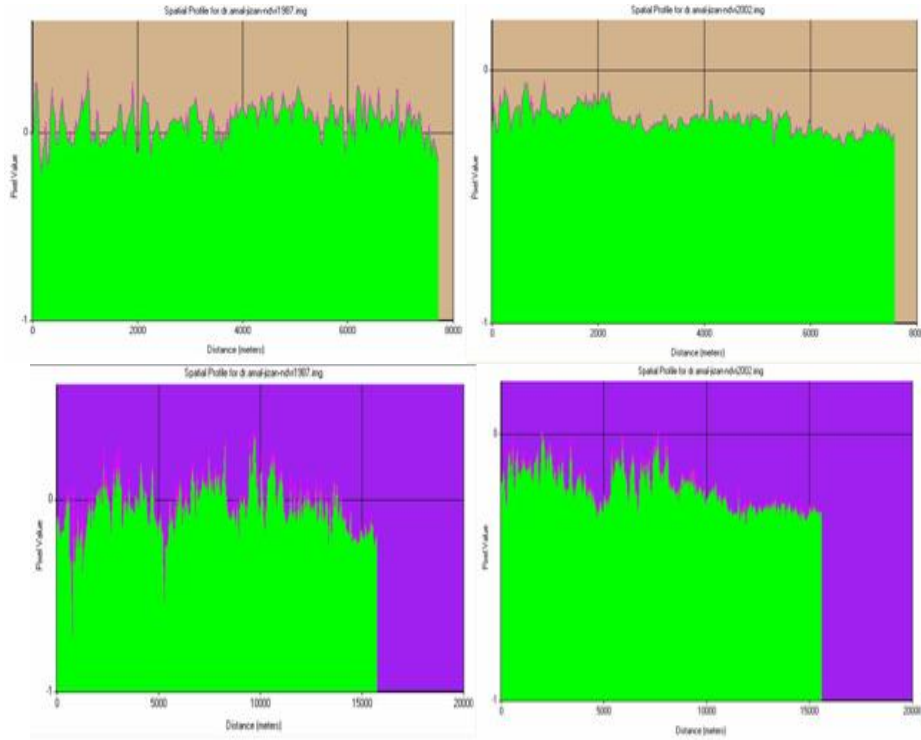 Spatial Profile for dr.amal-jizan-ndvi1987.img
Pixel Value
0
-1
0 2000 4000 6000 8000
Distance (meters)
Spatial Profile for dr.amal-jizan-ndvi2002.img
Pixel Value
0
-1
0 2000 4000 6000 8000
Distance (meters)
Spatial Profile for dr.amal-jizan-ndvi1987.img
Pixel Value
0
-1
0 5000 10000 15000 20000
Distance (meters)
Spatial Profile for dr.amal-jizan-ndvi2002.img
Pixel Value
0
-1
0 5000 10000 15000 20000
Distance (meters)